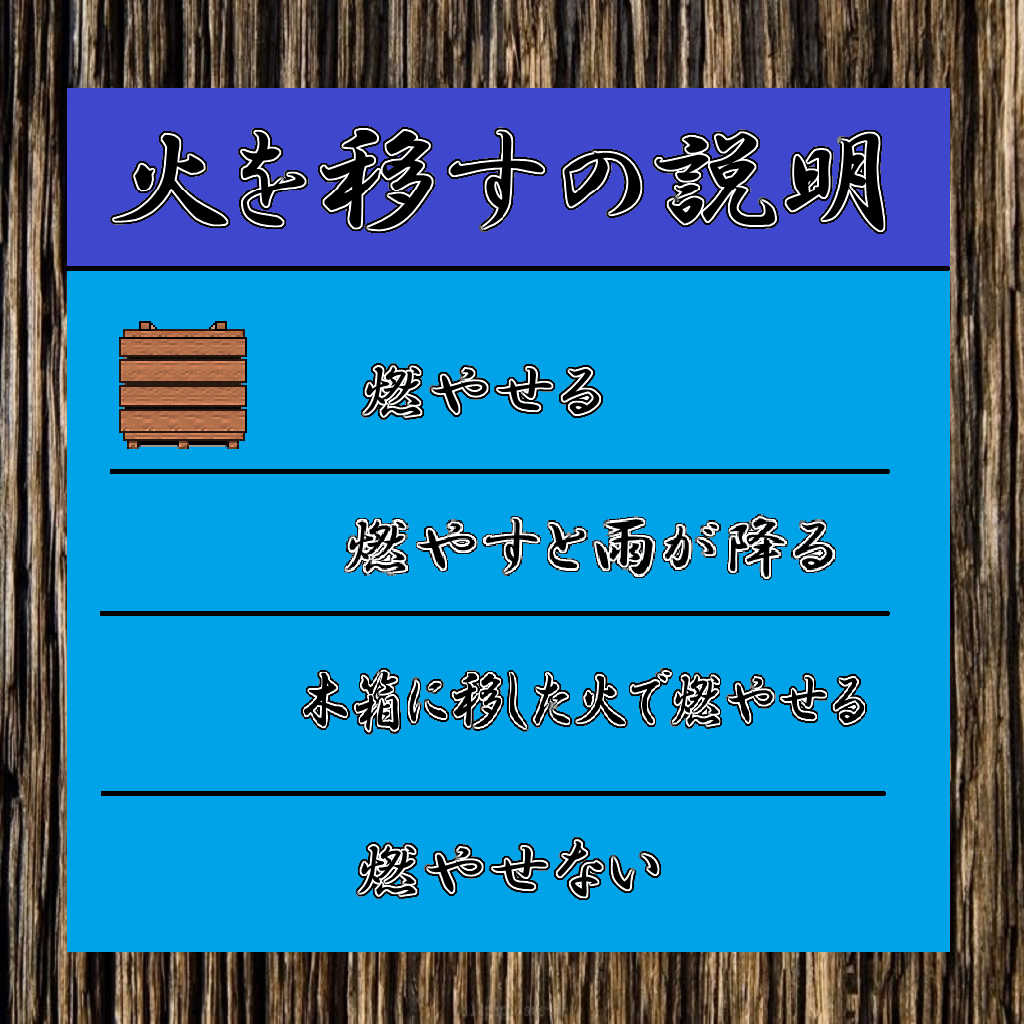 火を移すの説明
燃やせる
燃やすと雨が降る
木箱に移した火で燃やせる
燃やせない